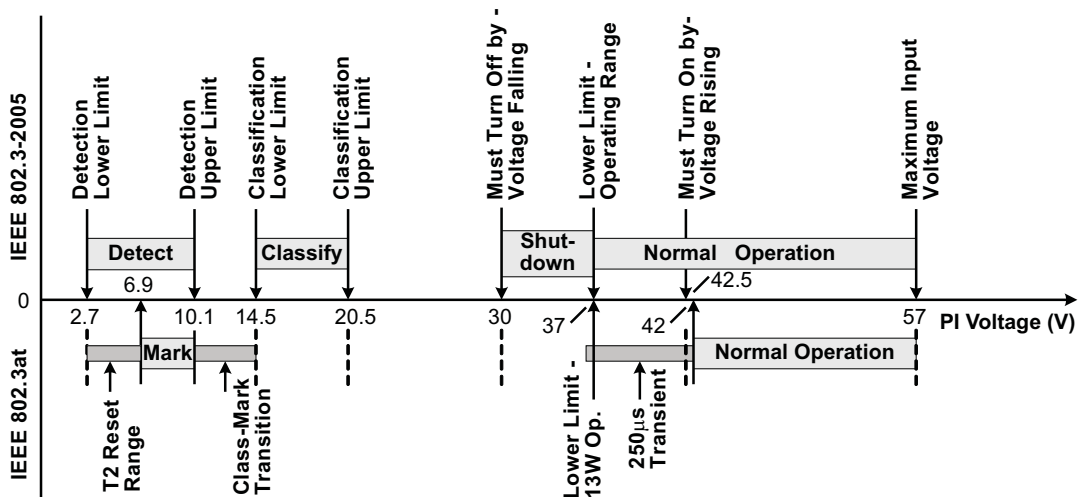 IEEE 802.3-2005
Detection
Lower Limit
Detection
Upper Limit
Classification
Lower Limit
Classification
Upper Limit
Must Turn Off by -
Voltage Falling
Lower Limit -
Operating Range
Must Turn On by-
Voltage Rising
Maximum Input
Voltage
Detect
Classify
Shut-
down
Normal Operation
6.9
42.5
0
2.7
10.1
14.5
20.5
30
37
42
57
PI Voltage (V)
IEEE 802.3at
Mark
Normal Operation
T2 Reset
Range
Class-Mark
Transition
Lower Limit -
13W Op.
250μs
Transient